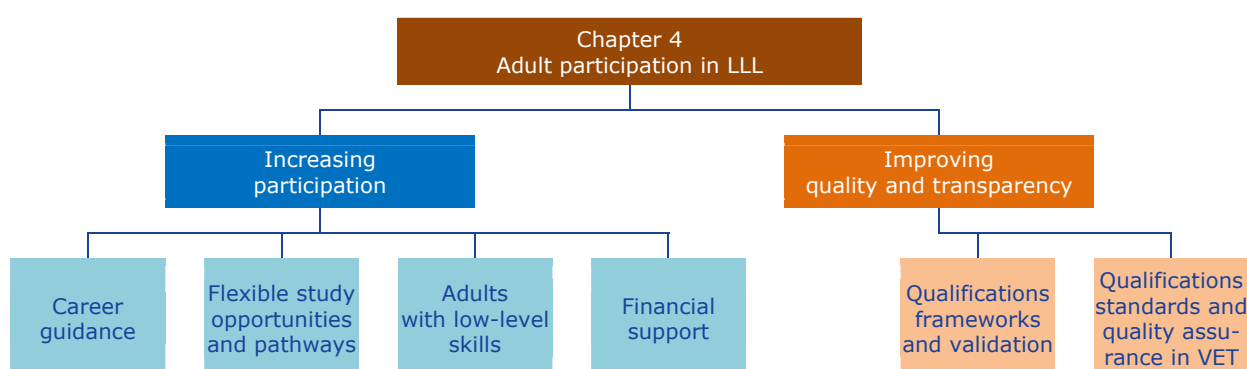 Chapter 4
Adult participation in LLL
Increasing
participation
Improving
quality and transparency
Career
guidance
Flexible study
opportunities
and pathways
Adults
with low-level
skills
Financial
support
Qualifications
frameworks
and validation
Qualifications
standards and
quality assu-
rance in VET